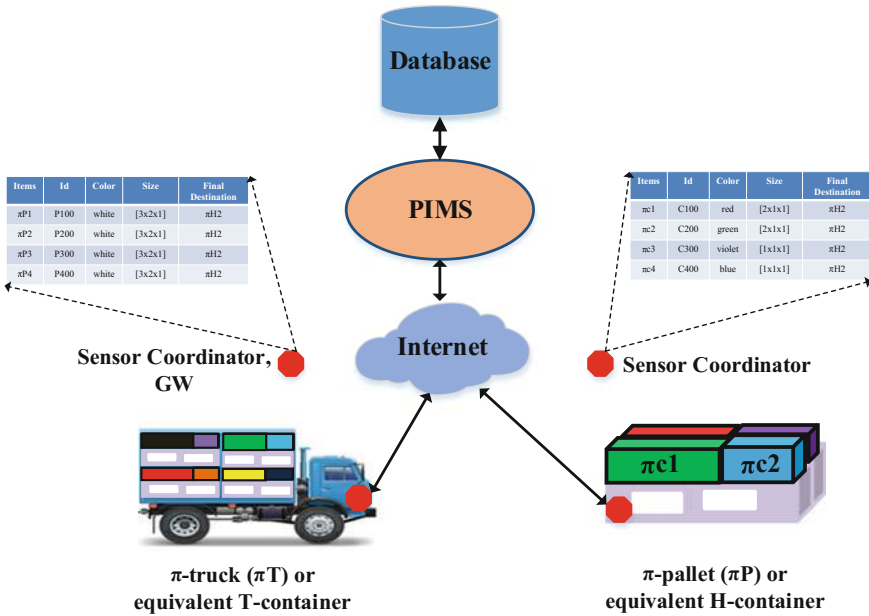 Database
PIMS
Items Id Color Size Final Destination
πP1 P100 white [3x2x1] πH2
πP2 P200 white [3x2x1] πH2
πP3 P300 white [3x2x1] πH2
πP4 P400 white [3x2x1] πH2
Items Id Color Size Final Destination
πc1 C100 red [2x1x1] πH2
πc2 C200 green [2x1x1] πH2
πc3 C300 violet [1x1x1] πH2
πc4 C400 blue [1x1x1] πH2
Internet
Sensor Coordinator,
GW
Sensor Coordinator
πc1 πc2
π-truck (πT) or
equivalent T-container
π-pallet (πP) or
equivalent H-container